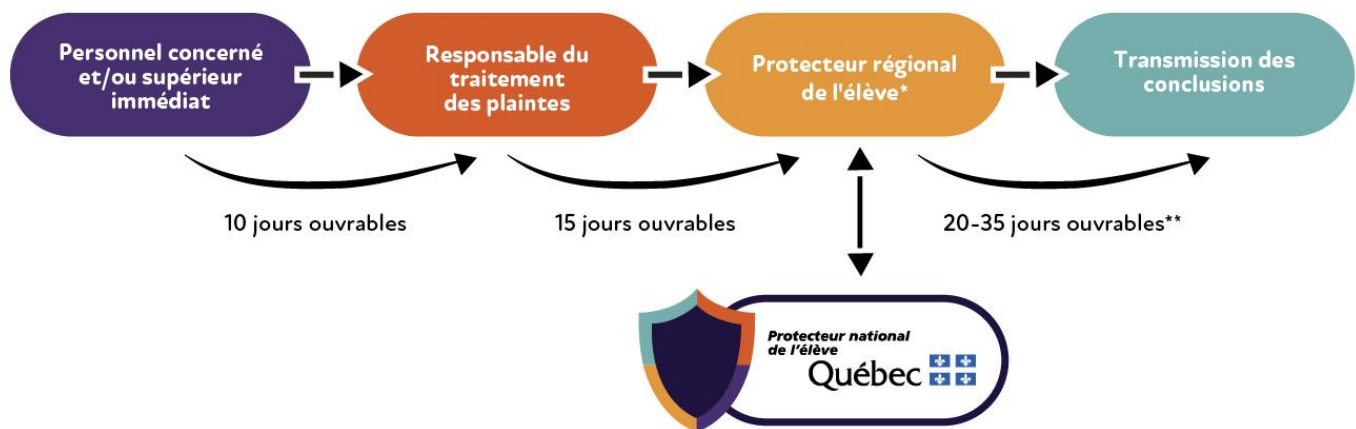 Personnel concerné
et/ou supérieur
immédiat
Responsable du
traitement
des plaintes
Protecteur régional
de l'élève*
Transmission des
conclusions
10 jours ouvrables
15 jours ouvrables
20-35 jours ouvrables**
Protecteur national
de l'élève
Québec